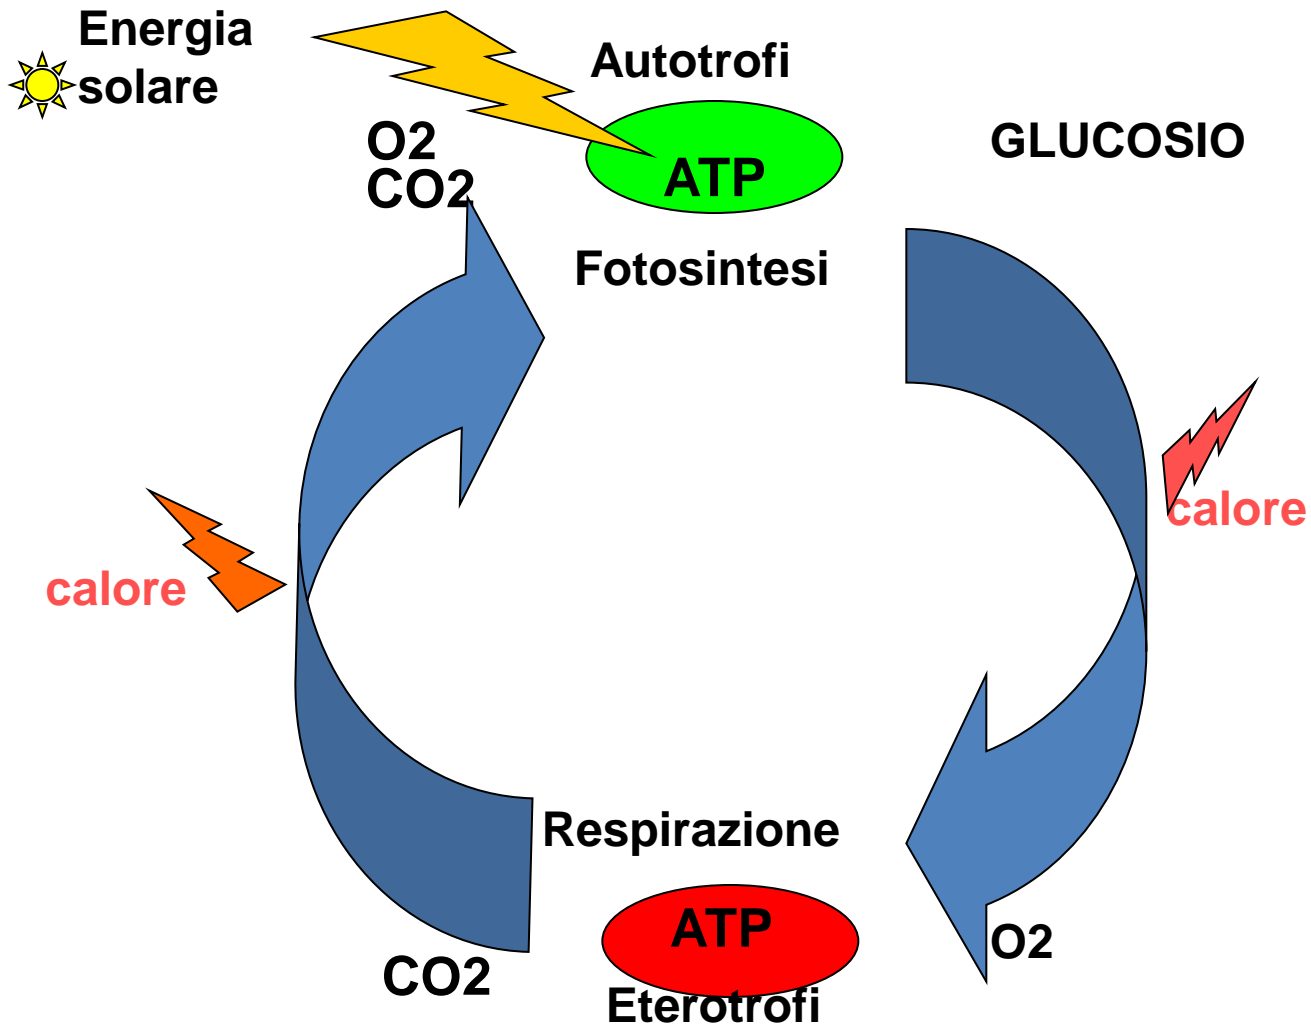 Energia
solare
Autotrofi
O2
CO2
ATP
GLUCOSIO
Fotosintesi
calore
calore
Respirazione
ATP
O2
CO2
Eterotrofi